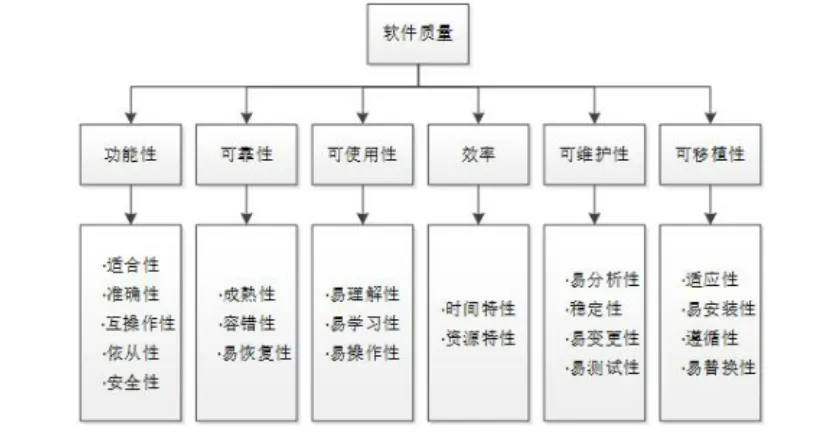 软件质量
功能性
可靠性
可使用性
效率
可维护性
可移植性
·适合性
·准确性
·互操作性
·依从性
·安全性
·成熟性
·容错性
·易恢复性
·易理解性
·易学习性
·易操作性
·时间特性
·资源特性
·易分析性
·稳定性
·易变更性
·易测试性
·适应性
·易安装性
·遵循性
·易替换性